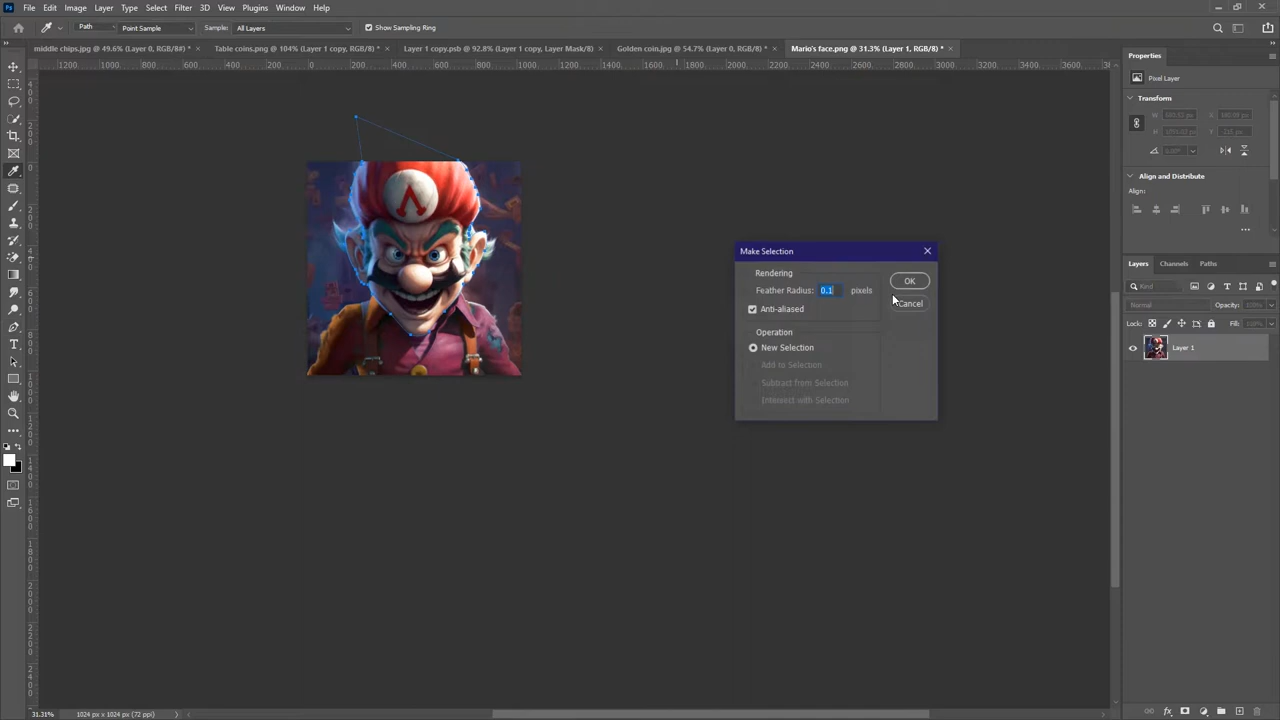 Ps File Edit Image Layer Type Select Filter 3D View Plugins Window Help
Path Point Sample Sample: All Layers Show Sampling Ring
middle chips.jpg @ 49.6% (Layer 0, RGB/8#) * × Table coins.png @ 104% (Layer 1 copy, RGB/8) * × Layer 1 copy.psb @ 92.8% (Layer 1 copy, Layer Mask/8) × Golden coin.jpg @ 54.7% (Layer 0, RGB/8*) * × Mario's face.png @ 31.3% (Layer 1, RGB/8) * ×
1200 1000 800 600 400 200 0 200 400 600 800 1000 1200 1400 1600 1800 2000 2200 2400 2600 2800 3000 3200 3400 3600
Properties
Pixel Layer
Transform
W
H
0.00°
Align and Distribute
Align:
Make Selection
Rendering
Feather Radius: 0.1 pixels
Anti-aliased
OK
Cancel
Operation
New Selection
Add to Selection
Subtract from Selection
Intersect with Selection
Layers Channels Paths
Kind
Normal Opacity:
Lock: Fill:
Layer 1
31.31% 1024 px x 1024 px (72 ppi)